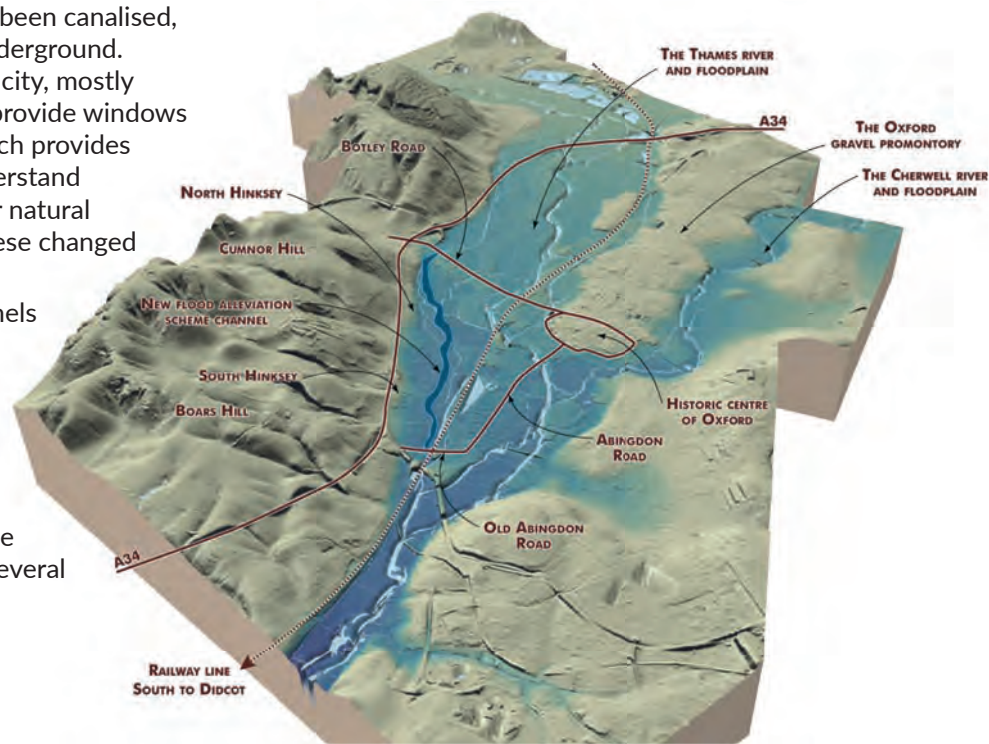 been canalised,
derground.
city, mostly
provide windows
ch provides
erstand
r natural
ese changed
nels
e
everal
The Thames river
and floodplain
A34
Botley Road
The Oxford
gravel promontory
North Hinksey
The Cherwell river
and floodplain
Cumnor Hill
New flood alleviation
scheme channel
South Hinksey
Boars Hill
Historic centre
of Oxford
Abingdon
Road
Old Abingdon
Road
A34
Railway line
South to Didcot